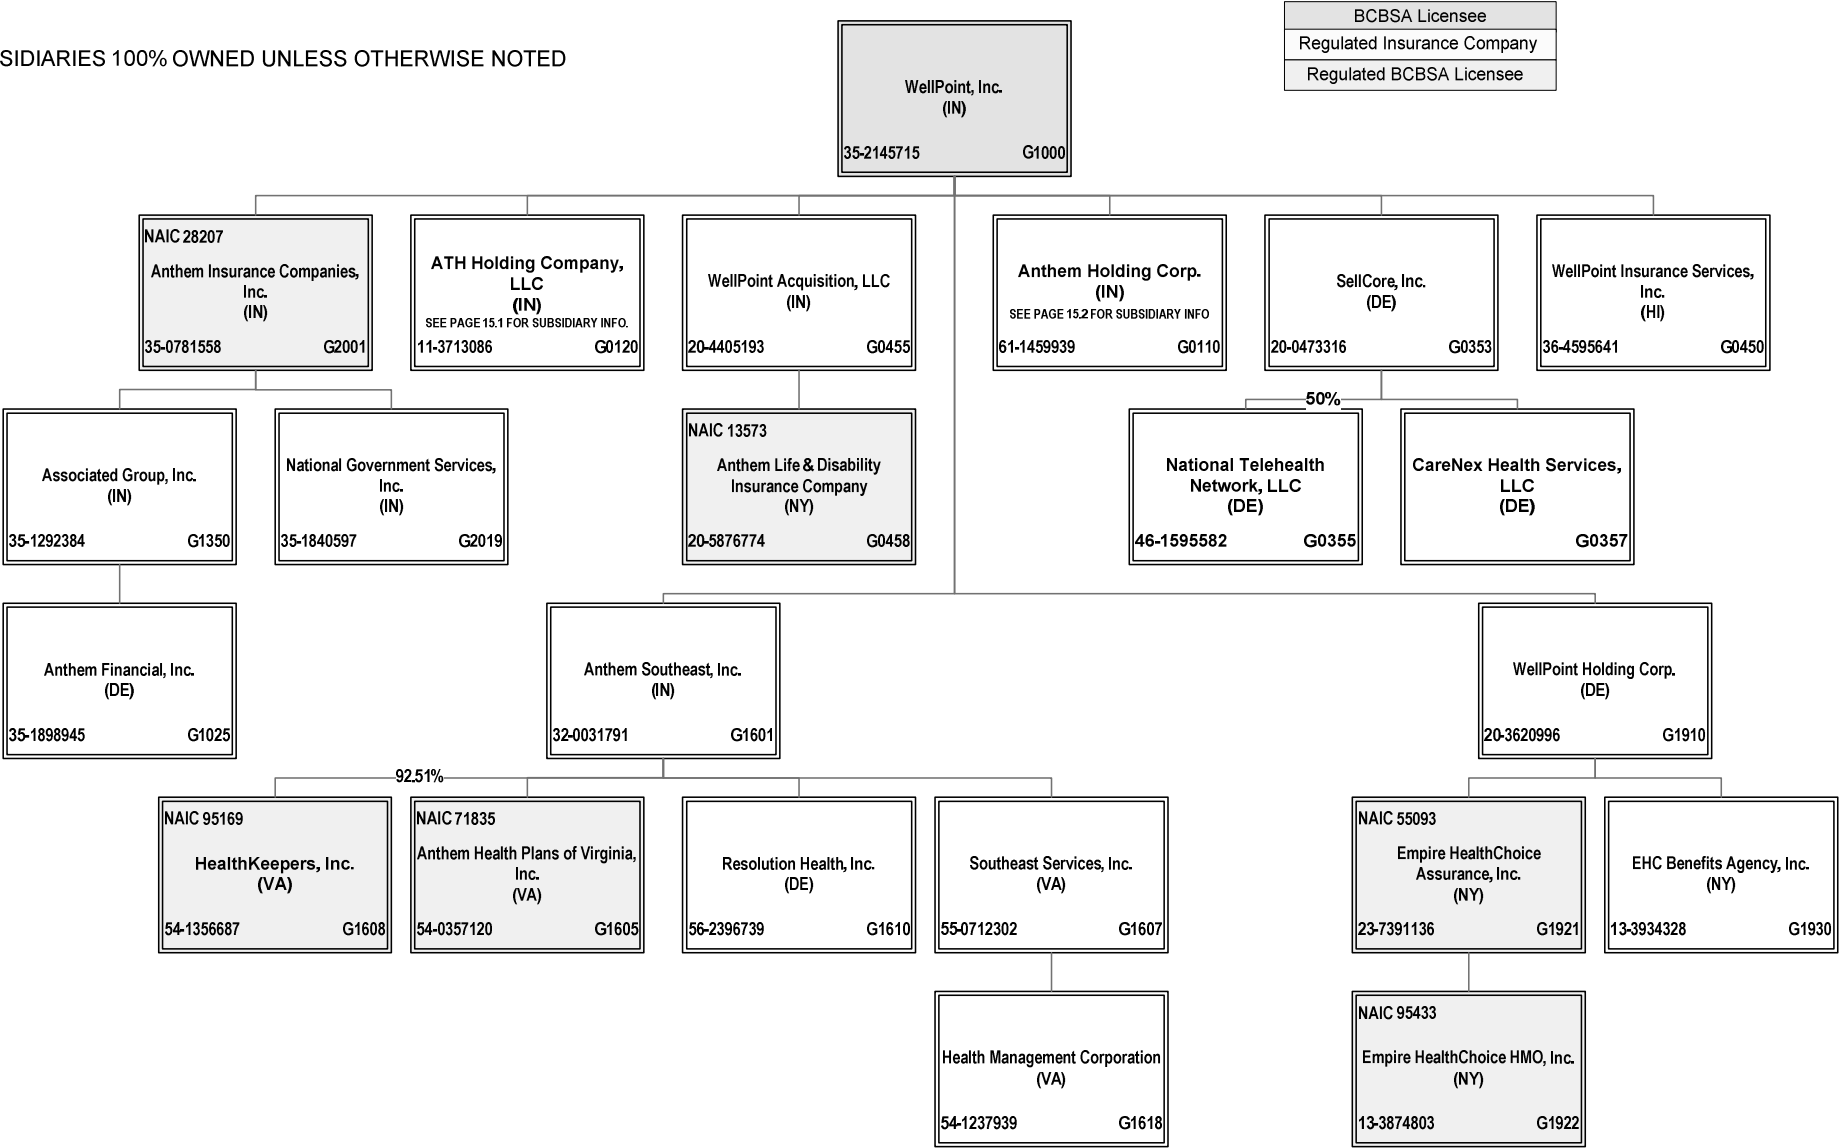 SIDIARIES 100% OWNED UNLESS OTHERWISE NOTED
BCBSA Licensee
Regulated Insurance Company
Regulated BCBSA Licensee
WellPoint, Inc.
(IN)
35-2145715 G1000
NAIC 28207
Anthem Insurance Companies,
Inc.
(IN)
35-0781558 G2001
ATH Holding Company,
LLC
(IN)
SEE PAGE 15.1 FOR SUBSIDIARY INFO.
11-3713086 G0120
WellPoint Acquisition, LLC
(IN)
20-4405193 G0455
Anthem Holding Corp.
(IN)
SEE PAGE 15.2 FOR SUBSIDIARY INFO
61-1459939 G0110
SellCore, Inc.
(DE)
20-0473316 G0353
WellPoint Insurance Services,
Inc.
(HI)
36-4595641 G0450
50%
Associated Group, Inc.
(IN)
35-1292384 G1350
National Government Services,
Inc.
(IN)
35-1840597 G2019
NAIC 13573
Anthem Life & Disability
Insurance Company
(NY)
20-5876774 G0458
National Telehealth
Network, LLC
(DE)
46-1595582 G0355
CareNex Health Services,
LLC
(DE)
G0357
Anthem Financial, Inc.
(DE)
35-1898945 G1025
Anthem Southeast, Inc.
(IN)
32-0031791 G1601
WellPoint Holding Corp.
(DE)
20-3620996 G1910
92.51%
NAIC 95169
HealthKeepers, Inc.
(VA)
54-1356687 G1608
NAIC 71835
Anthem Health Plans of Virginia,
Inc.
(VA)
54-0357120 G1605
Resolution Health, Inc.
(DE)
56-2396739 G1610
Southeast Services, Inc.
(VA)
55-0712302 G1607
NAIC 55093
Empire HealthChoice
Assurance, Inc.
(NY)
23-7391136 G1921
EHC Benefits Agency, Inc.
(NY)
13-3934328 G1930
Health Management Corporation
(VA)
54-1237939 G1618
NAIC 95433
Empire HealthChoice HMO, Inc.
(NY)
13-3874803 G1922